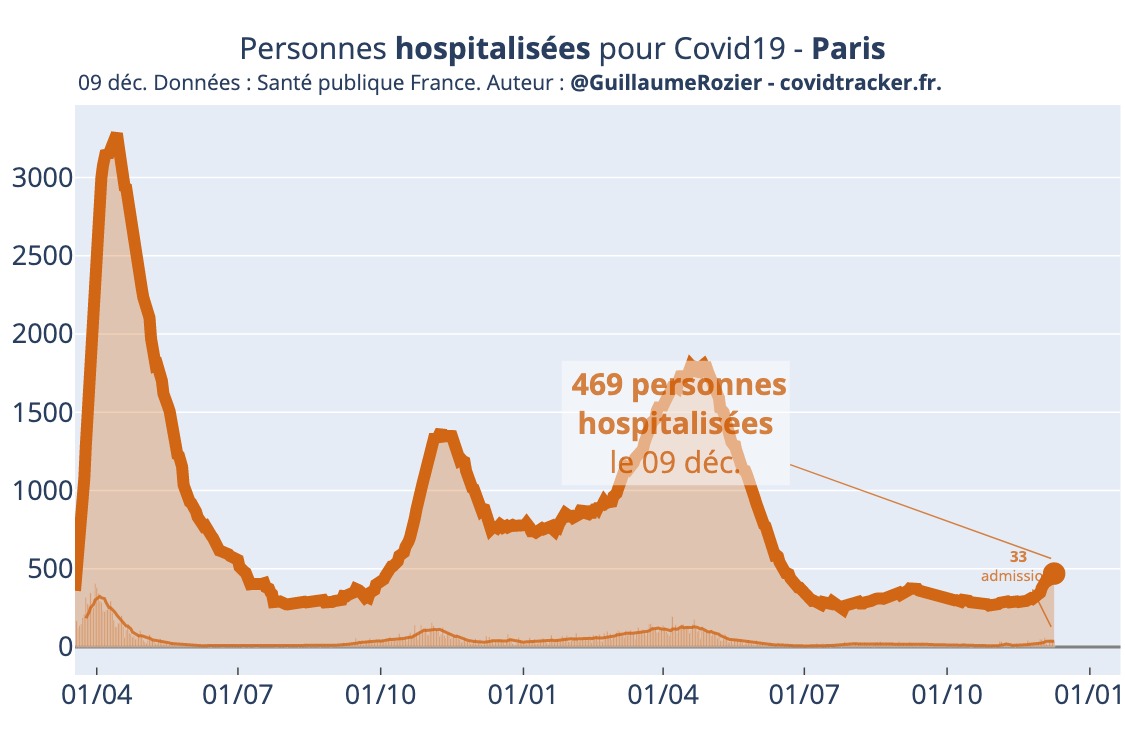 Personnes hospitalisées pour Covid19 - Paris
09 déc. Données : Santé publique France. Auteur : @GuillaumeRozier - covidtracker.fr.
3000
2500
2000
1500
1000
500
0
469 personnes
hospitalisées
le 09 déc.
33
admissio
01/04 01/07 01/10 01/01 01/04 01/07 01/10 01/01